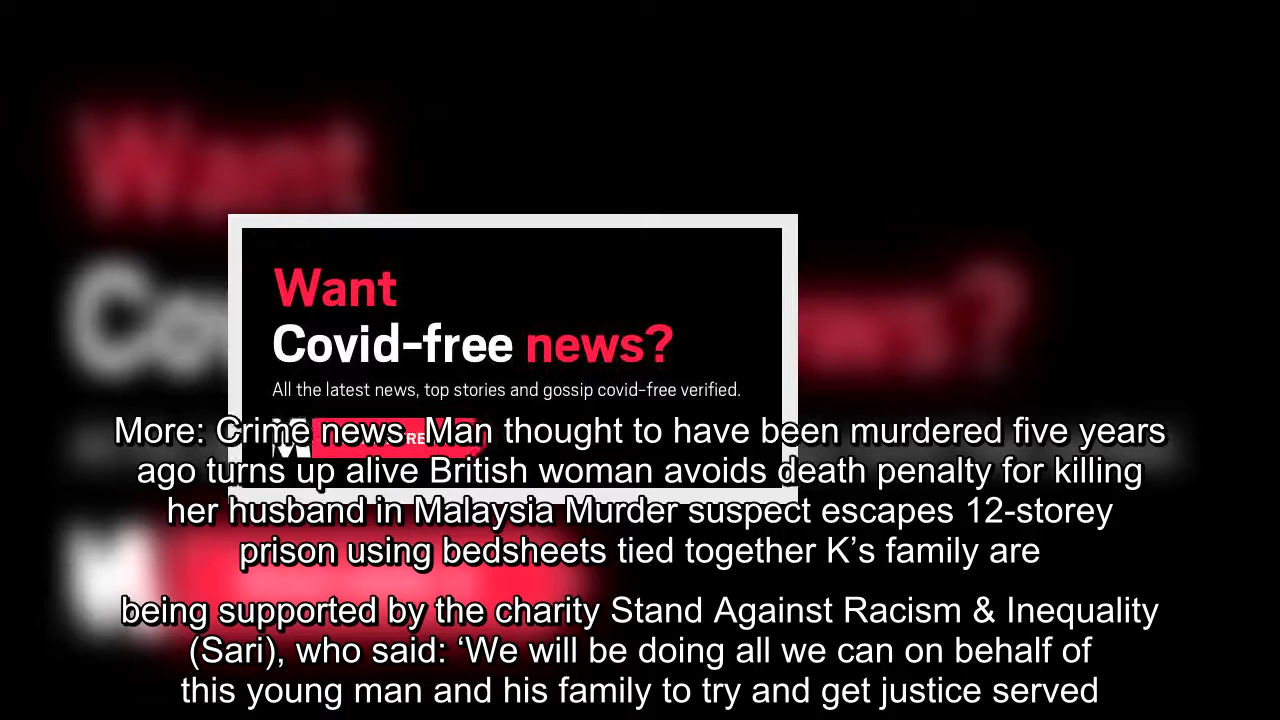 Want
Covid-free news?
All the latest news, top stories and gossip covid-free verified.
More: Crime news Man thought to have been murdered five years
ago turns up alive British woman avoids death penalty for killing
her husband in Malaysia Murder suspect escapes 12-storey
prison using bedsheets tied together K’s family are
being supported by the charity Stand Against Racism & Inequality
(Sari), who said: ‘We will be doing all we can on behalf of
this young man and his family to try and get justice served